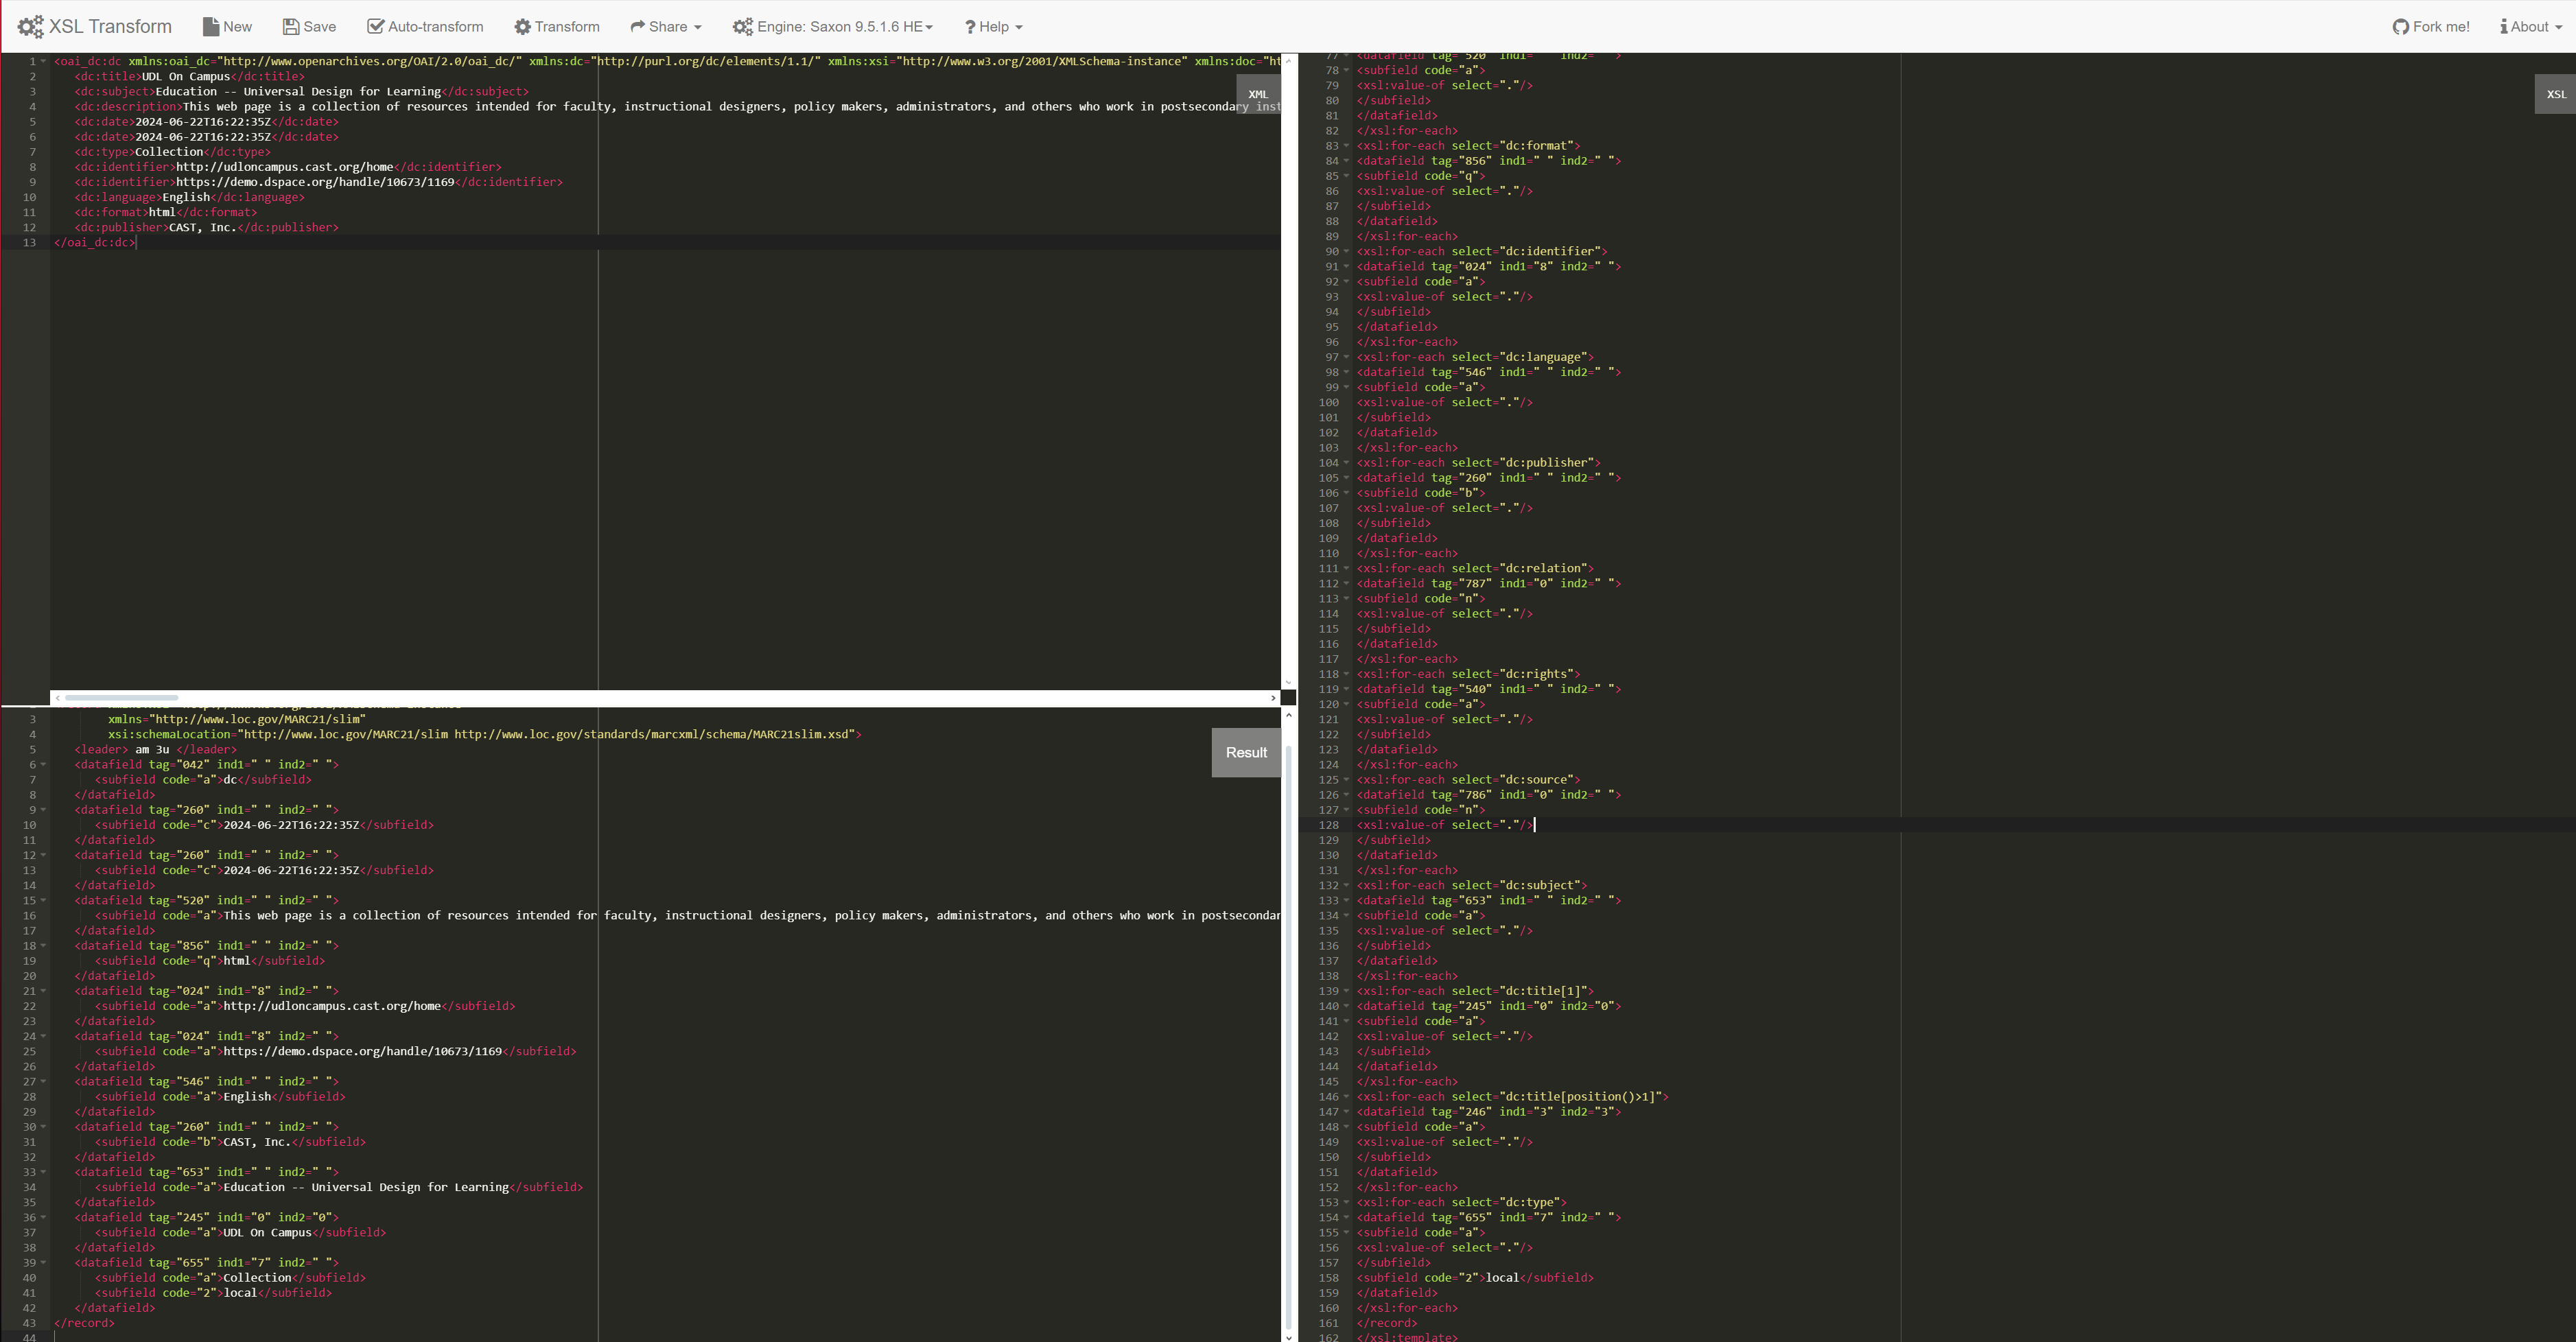 XSL Transform New Save Auto-transform Transform Share Engine: Saxon 9.5.1.6 HE ? Help Fork me! About
1 <oai_dc:dc xmlns:oai_dc="http://www.openarchives.org/OAI/2.0/oai_dc/" xmlns:dc="http://purl.org/dc/elements/1.1/" xmlns:xsi="http://www.w3.org/2001/XMLSchema-instance" xmlns:doc="ht
2 <dc:title>UDL On Campus</dc:title>
3 <dc:subject>Education -- Universal Design for Learning</dc:subject>
4 <dc:description>This web page is a collection of resources intended for faculty, instructional designers, policy makers, administrators, and others who work in postsecondary inst
5 <dc:date>2024-06-22T16:22:35Z</dc:date>
6 <dc:date>2024-06-22T16:22:35Z</dc:date>
7 <dc:type>Collection</dc:type>
8 <dc:identifier>http://udloncampus.cast.org/home</dc:identifier>
9 <dc:identifier>https://demo.dspace.org/handle/10673/1169</dc:identifier>
10 <dc:language>English</dc:language>
11 <dc:format>html</dc:format>
12 <dc:publisher>CAST, Inc.</dc:publisher>
13 </oai_dc:dc>
XML
3 xmlns="http://www.loc.gov/MARC21/slim"
4 xsi:schemaLocation="http://www.loc.gov/MARC21/slim http://www.loc.gov/standards/marcxml/schema/MARC21slim.xsd">
5 <leader> am 3u </leader>
6 <datafield tag="042" ind1=" " ind2=" ">
7 <subfield code="a">dc</subfield>
8 </datafield>
9 <datafield tag="260" ind1=" " ind2=" ">
10 <subfield code="c">2024-06-22T16:22:35Z</subfield>
11 </datafield>
12 <datafield tag="260" ind1=" " ind2=" ">
13 <subfield code="c">2024-06-22T16:22:35Z</subfield>
14 </datafield>
15 <datafield tag="520" ind1=" " ind2=" ">
16 <subfield code="a">This web page is a collection of resources intended for faculty, instructional designers, policy makers, administrators, and others who work in postsecondar
17 </datafield>
18 <datafield tag="856" ind1=" " ind2=" ">
19 <subfield code="q">html</subfield>
20 </datafield>
21 <datafield tag="024" ind1="8" ind2=" ">
22 <subfield code="a">http://udloncampus.cast.org/home</subfield>
23 </datafield>
24 <datafield tag="024" ind1="8" ind2=" ">
25 <subfield code="a">https://demo.dspace.org/handle/10673/1169</subfield>
26 </datafield>
27 <datafield tag="546" ind1=" " ind2=" ">
28 <subfield code="a">English</subfield>
29 </datafield>
30 <datafield tag="260" ind1=" " ind2=" ">
31 <subfield code="b">CAST, Inc.</subfield>
32 </datafield>
33 <datafield tag="653" ind1=" " ind2=" ">
34 <subfield code="a">Education -- Universal Design for Learning</subfield>
35 </datafield>
36 <datafield tag="245" ind1="0" ind2="0">
37 <subfield code="a">UDL On Campus</subfield>
38 </datafield>
39 <datafield tag="655" ind1="7" ind2=" ">
40 <subfield code="a">Collection</subfield>
41 <subfield code="2">local</subfield>
42 </datafield>
43 </record>
44
Result
77 <datafield tag="520" ind1=" " ind2=" ">
78 <subfield code="a">
79 <xsl:value-of select="."/>
80 </subfield>
81 </datafield>
82 </xsl:for-each>
83 <xsl:for-each select="dc:format">
84 <datafield tag="856" ind1=" " ind2=" ">
85 <subfield code="q">
86 <xsl:value-of select="."/>
87 </subfield>
88 </datafield>
89 </xsl:for-each>
90 <xsl:for-each select="dc:identifier">
91 <datafield tag="024" ind1="8" ind2=" ">
92 <subfield code="a">
93 <xsl:value-of select="."/>
94 </subfield>
95 </datafield>
96 </xsl:for-each>
97 <xsl:for-each select="dc:language">
98 <datafield tag="546" ind1=" " ind2=" ">
99 <subfield code="a">
100 <xsl:value-of select="."/>
101 </subfield>
102 </datafield>
103 </xsl:for-each>
104 <xsl:for-each select="dc:publisher">
105 <datafield tag="260" ind1=" " ind2=" ">
106 <subfield code="b">
107 <xsl:value-of select="."/>
108 </subfield>
109 </datafield>
110 </xsl:for-each>
111 <xsl:for-each select="dc:relation">
112 <datafield tag="787" ind1="0" ind2=" ">
113 <subfield code="n">
114 <xsl:value-of select="."/>
115 </subfield>
116 </datafield>
117 </xsl:for-each>
118 <xsl:for-each select="dc:rights">
119 <datafield tag="540" ind1=" " ind2=" ">
120 <subfield code="a">
121 <xsl:value-of select="."/>
122 </subfield>
123 </datafield>
124 </xsl:for-each>
125 <xsl:for-each select="dc:source">
126 <datafield tag="786" ind1="0" ind2=" ">
127 <subfield code="n">
128 <xsl:value-of select="."/>
129 </subfield>
130 </datafield>
131 </xsl:for-each>
132 <xsl:for-each select="dc:subject">
133 <datafield tag="653" ind1=" " ind2=" ">
134 <subfield code="a">
135 <xsl:value-of select="."/>
136 </subfield>
137 </datafield>
138 </xsl:for-each>
139 <xsl:for-each select="dc:title[1]">
140 <datafield tag="245" ind1="0" ind2="0">
141 <subfield code="a">
142 <xsl:value-of select="."/>
143 </subfield>
144 </datafield>
145 </xsl:for-each>
146 <xsl:for-each select="dc:title[position()>1]">
147 <datafield tag="246" ind1="3" ind2="3">
148 <subfield code="a">
149 <xsl:value-of select="."/>
150 </subfield>
151 </datafield>
152 </xsl:for-each>
153 <xsl:for-each select="dc:type">
154 <datafield tag="655" ind1="7" ind2=" ">
155 <subfield code="a">
156 <xsl:value-of select="."/>
157 </subfield>
158 <subfield code="2">local</subfield>
159 </datafield>
160 </xsl:for-each>
161 </record>
162 </xsl:template>
XSL